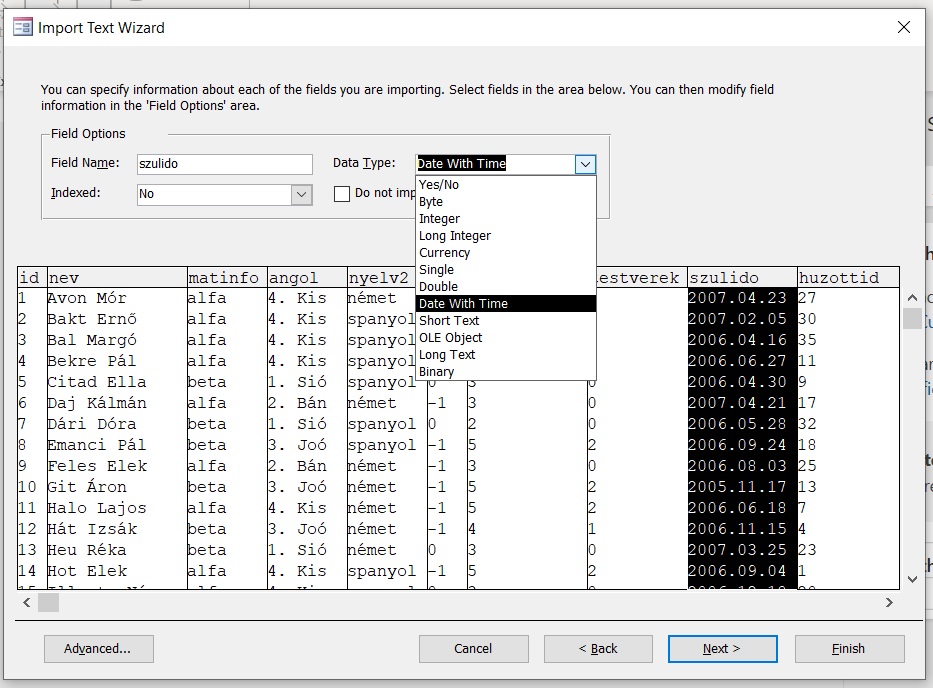 Import Text Wizard
You can specify information about each of the fields you are importing. Select fields in the area below. You can then modify field
information in the 'Field Options' area.
Field Options
Field Name: szulido Data Type: Date With Time
Indexed: No Do not imp
Yes/No
Byte
Integer
Long Integer
Currency
Single
Double
Date With Time
Short Text
OLE Object
Long Text
Binary
id nev matinfo angol nyelv2 estverek szulido huzottid
1 Avon Mór alfa 4. Kis német 2007.04.23 27
2 Bakt Ernő alfa 4. Kis spanyol 2007.02.05 30
3 Bal Margó alfa 4. Kis spanyol 2006.04.16 35
4 Bekre Pál alfa 4. Kis spanyol 2006.06.27 11
5 Citad Ella beta 1. Sió spanyol 0 3 0 2006.04.30 9
6 Daj Kálmán alfa 2. Bán német -1 3 0 2007.04.21 17
7 Dári Dóra beta 1. Sió spanyol 0 2 0 2006.05.28 32
8 Emanci Pál beta 3. Joó spanyol -1 5 2 2006.09.24 18
9 Feles Elek alfa 2. Bán német -1 3 0 2006.08.03 25
10 Git Áron beta 3. Joó német -1 5 2 2005.11.17 13
11 Halo Lajos alfa 4. Kis német -1 5 2 2006.06.18 7
12 Hát Izsák beta 3. Joó német -1 4 1 2006.11.15 4
13 Heu Réka beta 1. Sió német 0 3 0 2007.03.25 23
14 Hot Elek alfa 4. Kis spanyol -1 5 2 2006.09.04 1
Advanced... Cancel < Back Next > Finish